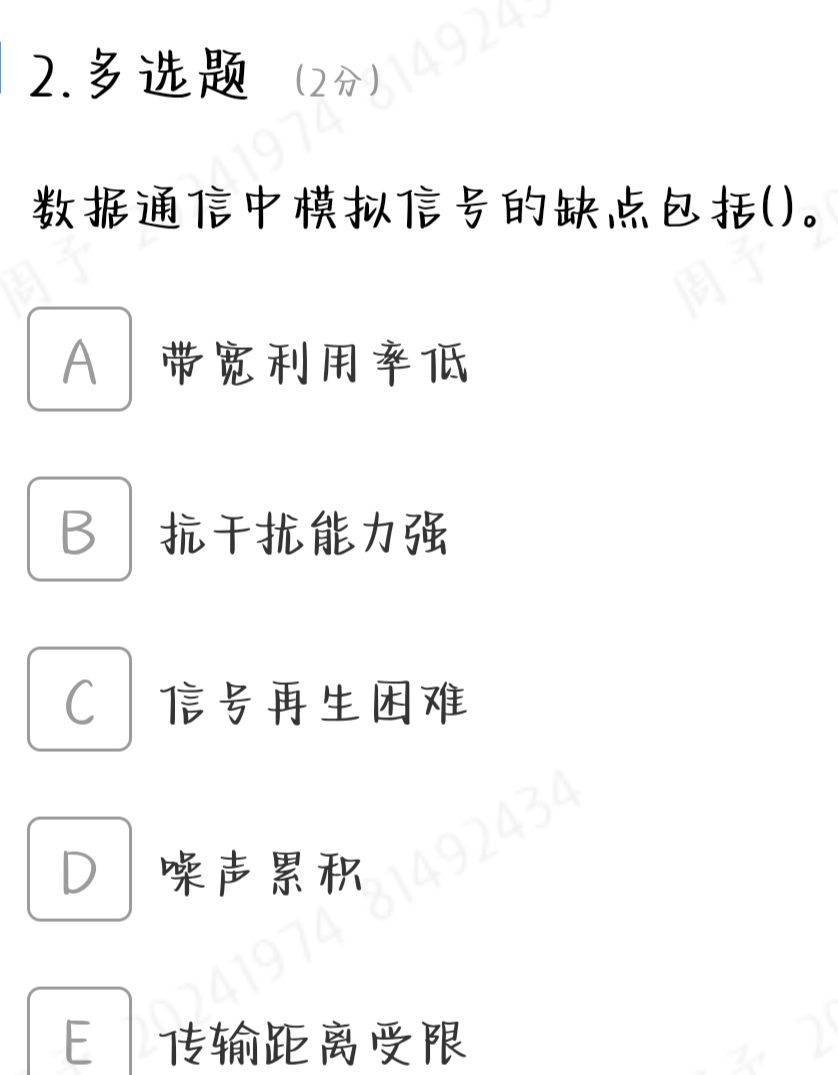 2.多选题 (2分)
数据通信中模拟信号的缺点包括()。
A 带宽利用率低
B 抗干扰能力强
C 信号再生困难
D 噪声累积
E 传输距离受限